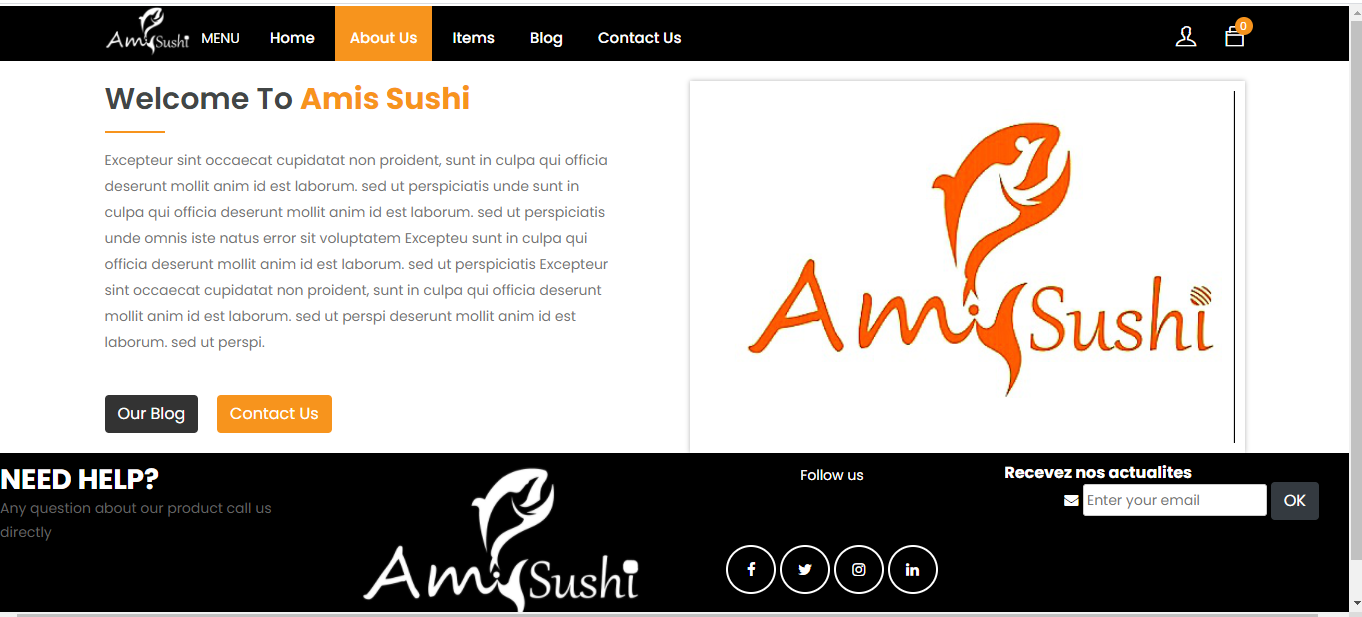 Ami Sushi MENU Home About Us Items Blog Contact Us 0
Welcome To Amis Sushi
Excepteur sint occaecat cupidatat non proident, sunt in culpa qui officia
deserunt mollit anim id est laborum. sed ut perspiciatis unde sunt in
culpa qui officia deserunt mollit anim id est laborum. sed ut perspiciatis
unde omnis iste natus error sit voluptatem Excepteu sunt in culpa qui
officia deserunt mollit anim id est laborum. sed ut perspiciatis Excepteur
sint occaecat cupidatat non proident, sunt in culpa qui officia deserunt
mollit anim id est laborum. sed ut perspi deserunt mollit anim id est
laborum. sed ut perspi.
Our Blog Contact Us
Ami Sushi
NEED HELP?
Any question about our product call us
directly
Ami Sushi
Follow us
Recevez nos actualites
Enter your email OK